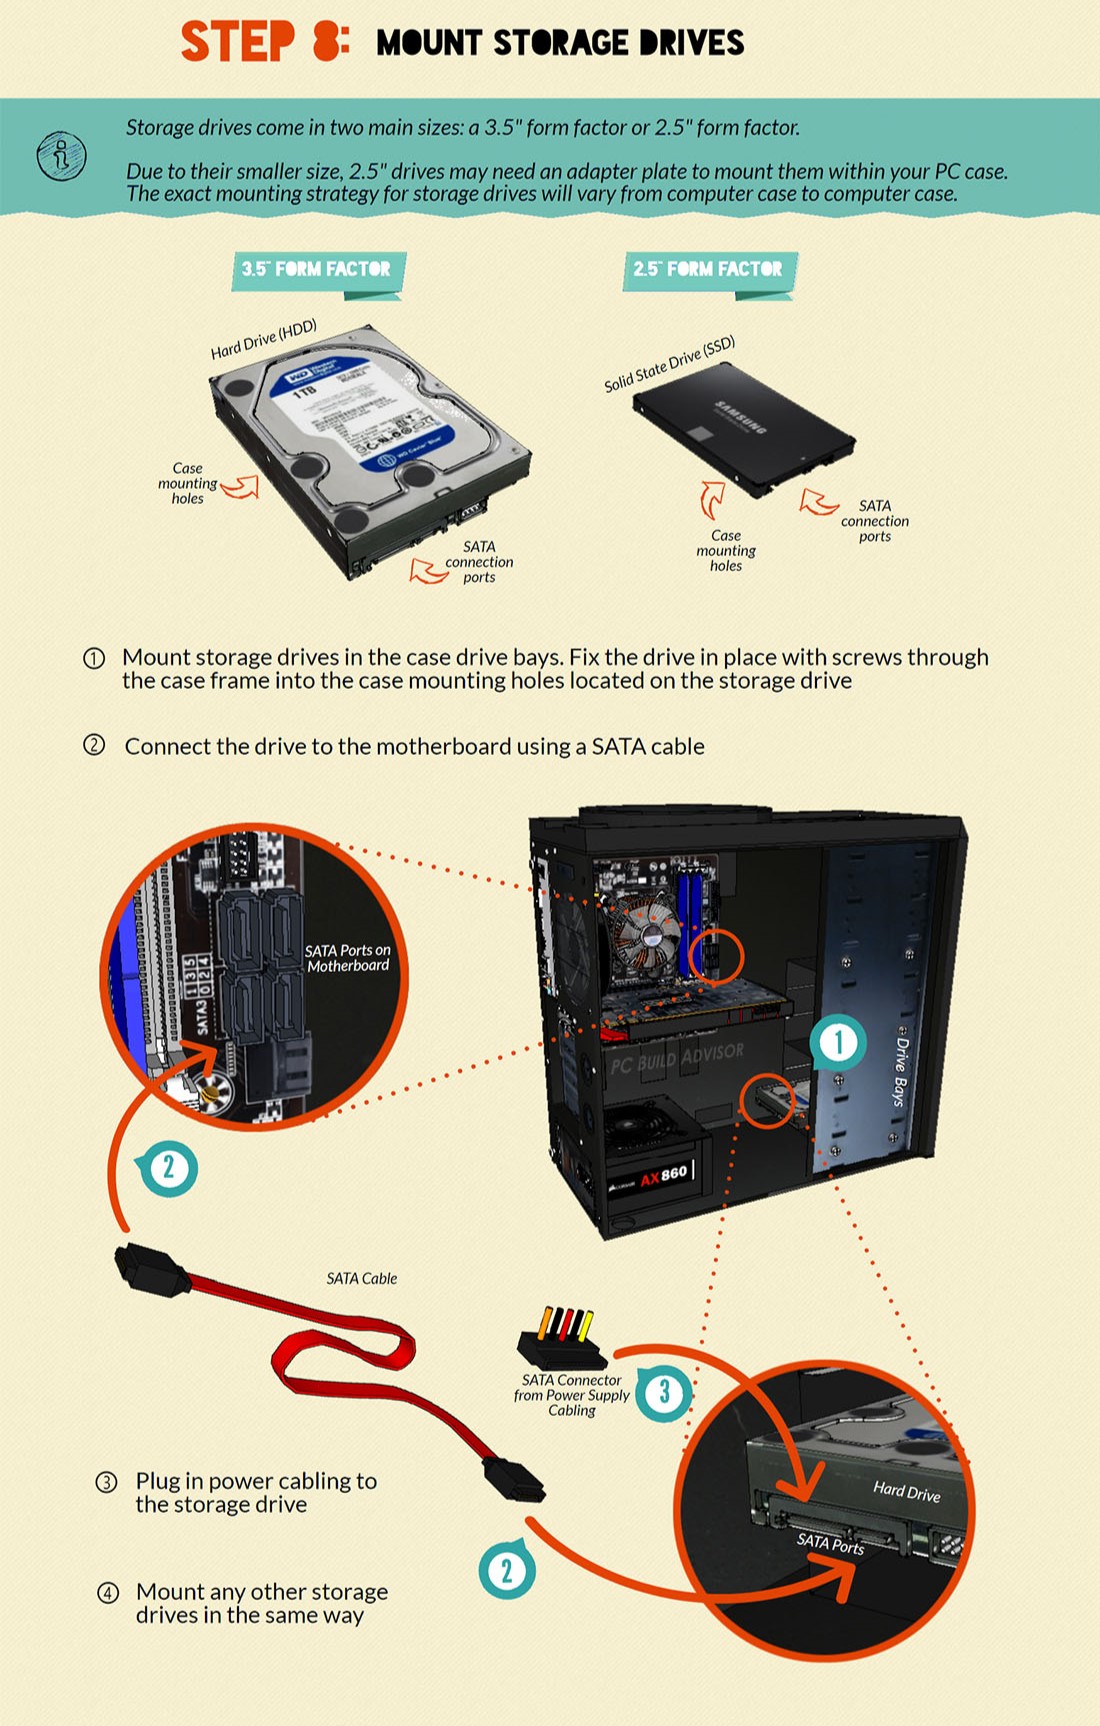 STEP 8: MOUNT STORAGE DRIVES
Storage drives come in two main sizes: a 3.5" form factor or 2.5" form factor.
Due to their smaller size, 2.5" drives may need an adapter plate to mount them within your PC case.
The exact mounting strategy for storage drives will vary from computer case to computer case.
3.5" FORM FACTOR
2.5" FORM FACTOR
Hard Drive (HDD)
Solid State Drive (SSD)
WD Western
Digital
1TB
WD Caviar Blue
SAMSUNG
Case
mounting
holes
SATA
connection
ports
Case
mounting
holes
SATA
connection
ports
1 Mount storage drives in the case drive bays. Fix the drive in place with screws through
the case frame into the case mounting holes located on the storage drive
2 Connect the drive to the motherboard using a SATA cable
SATA Ports on
Motherboard
SATA3
1 3 5
0 2 4
1
Drive Bays
PC BUILD ADVISOR
CORSAIR AX860
2
SATA Cable
SATA Connector
from Power Supply
Cabling
3
3 Plug in power cabling to
the storage drive
Hard Drive
SATA Ports
2
4 Mount any other storage
drives in the same way